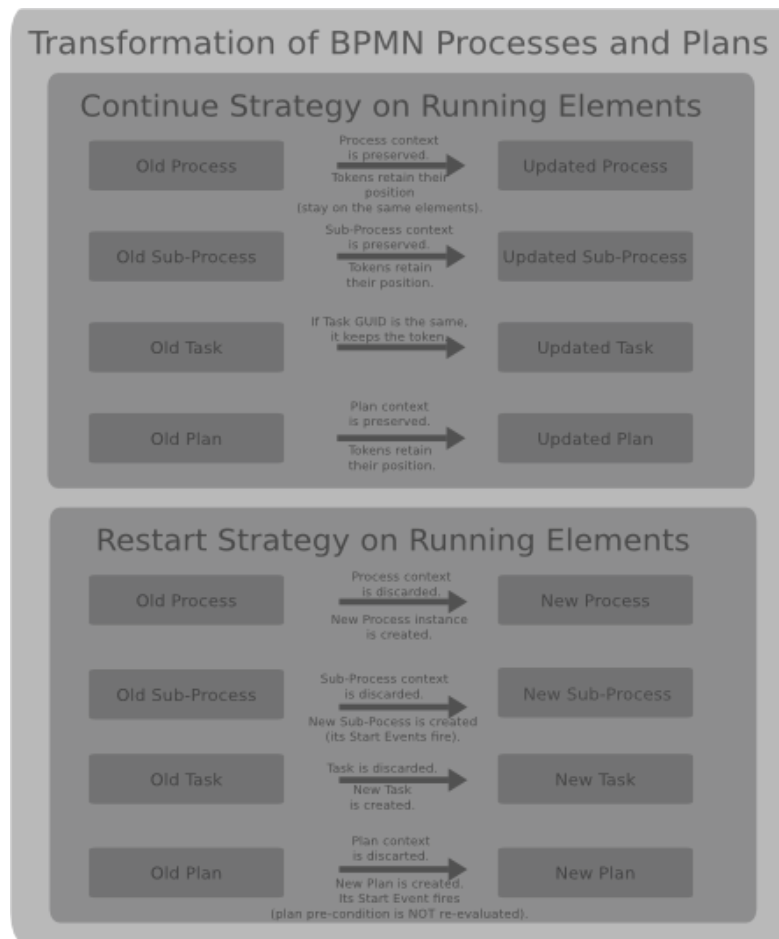 Transformation of BPMN Processes and Plans
Continue Strategy on Running Elements
Old Process
Process context
is preserved.
Tokens retain their
position
(stay on the same elements).
Updated Process
Old Sub-Process
Sub-Process context
is preserved.
Tokens retain
their position.
Updated Sub-Process
Old Task
If Task GUID is the same,
it keeps the token.
Updated Task
Old Plan
Plan context
is preserved.
Tokens retain
their position.
Updated Plan
Restart Strategy on Running Elements
Old Process
Process context
is discarded.
New Process instance
is created.
New Process
Old Sub-Process
Sub-Process context
is discarded.
New Sub-Pocess is created
(its Start Events fire).
New Sub-Process
Old Task
Task is discarded.
New Task
is created.
New Task
Old Plan
Plan context
is discarted.
New Plan is created.
Its Start Event fires
(plan pre-condition is NOT re-evaluated).
New Plan